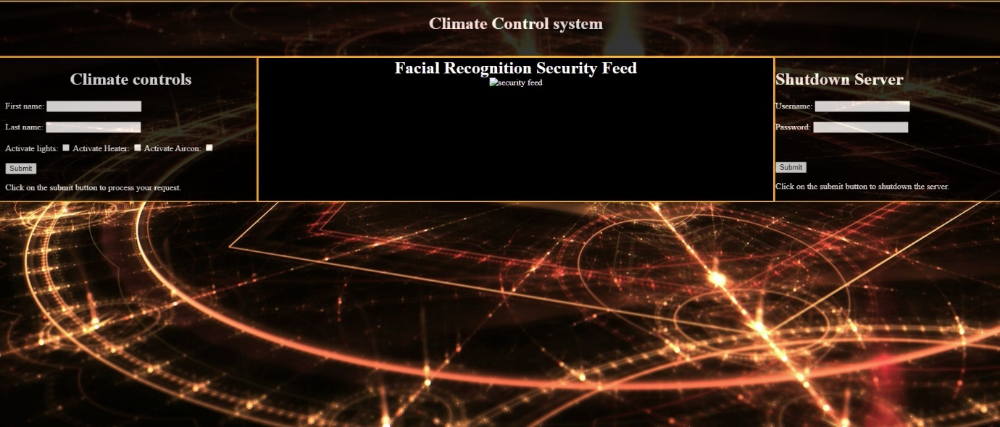 Climate Control system
Climate controls
First name:
Last name:
Activate lights: Activate Heater: Activate Aircon:
Submit
Click on the submit button to process your request.
Facial Recognition Security Feed
security feed
Shutdown Server
Username:
Password:
Submit
Click on the submit button to shutdown the server.